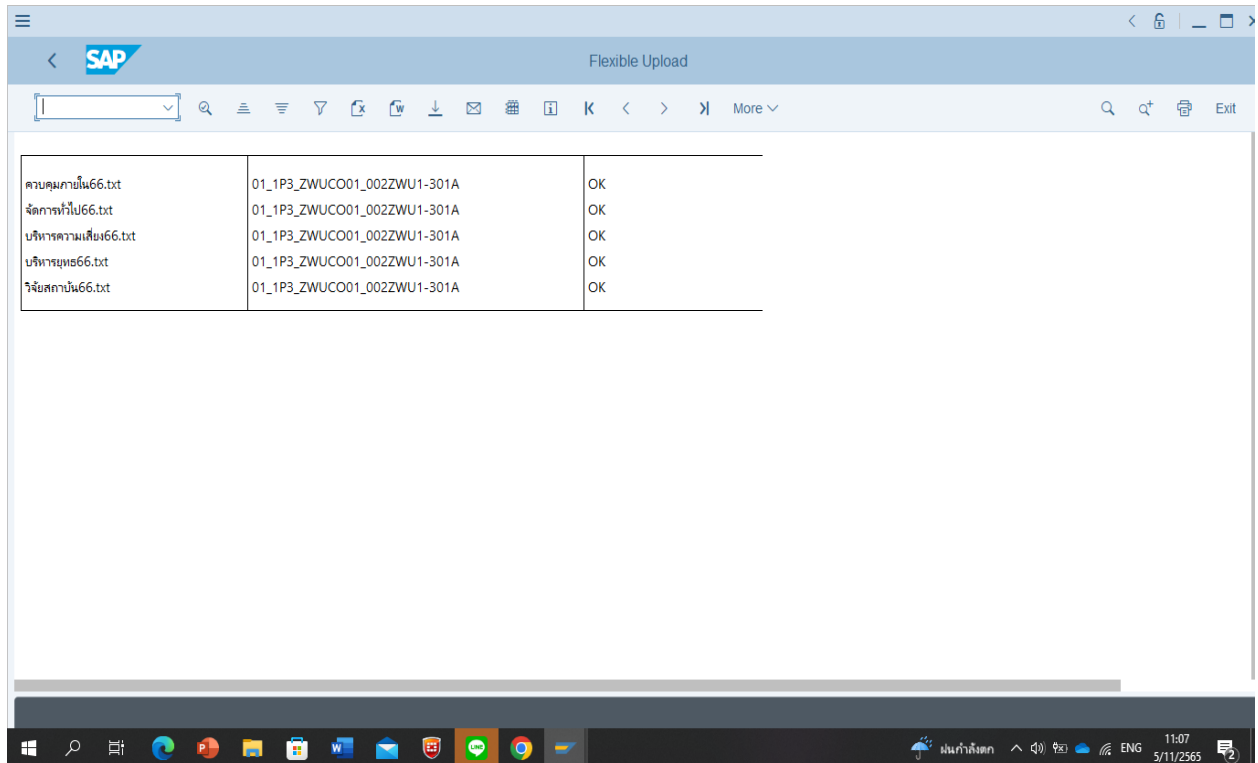 SAP
Flexible Upload
More
Exit
ควบคุมภายใน66.txt 01_1P3_ZWUCO01_002ZWU1-301A OK
จัดการทั่วไป66.txt 01_1P3_ZWUCO01_002ZWU1-301A OK
บริหารความเสี่ยง66.txt 01_1P3_ZWUCO01_002ZWU1-301A OK
บริหารยุทธ66.txt 01_1P3_ZWUCO01_002ZWU1-301A OK
วิจัยสถาบัน66.txt 01_1P3_ZWUCO01_002ZWU1-301A OK
LINE
ฝนกำลังตก
ENG
11:07
5/11/2565
2